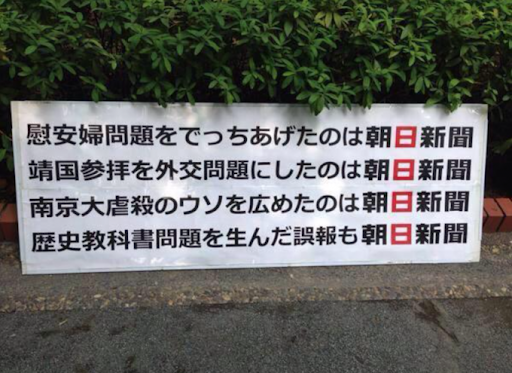 慰安婦問題をでっちあげたのは朝日新聞
靖国参拝を外交問題にしたのは朝日新聞
南京大虐殺のウソを広めたのは朝日新聞
歴史教科書問題を生んだ誤報も朝日新聞